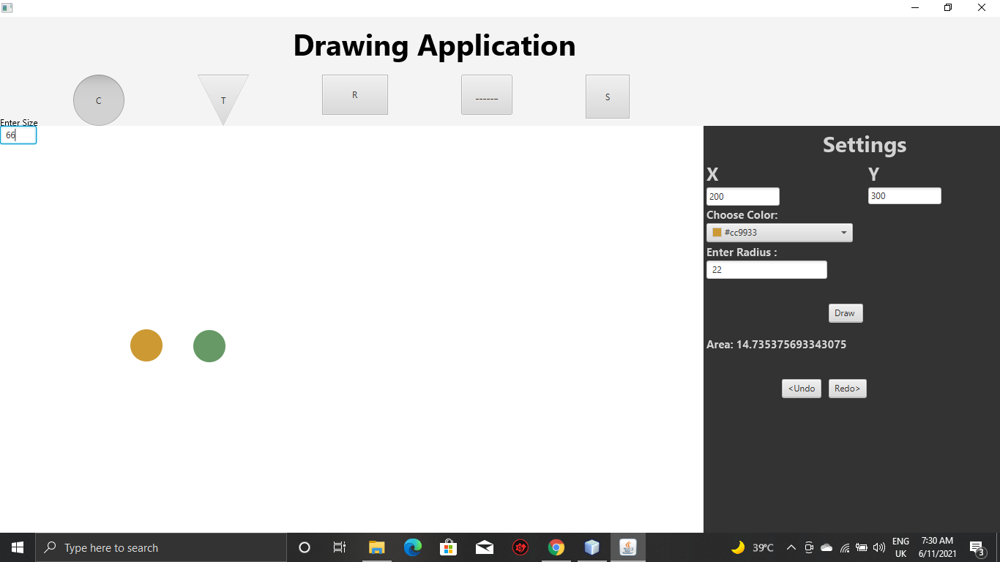 Drawing Application
C
T
R
------
S
Enter Size
66
Settings
X
Y
200
300
Choose Color:
#cc9933
Enter Radius :
22
Draw
Area: 14.735375693343075
<Undo
Redo>
Type here to search
39°C
ENG
UK
7:30 AM
6/11/2021
3